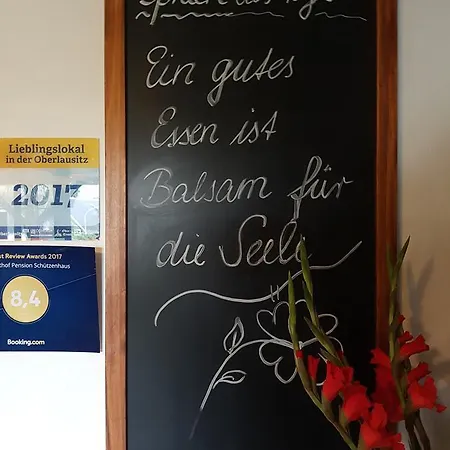 Ein gutes
Essen ist
Balsam für
die Seele
Lieblingslokal
in der Oberlausitz
2017
Review Awards 2017
Pension Schützenhaus
8,4
Booking.com